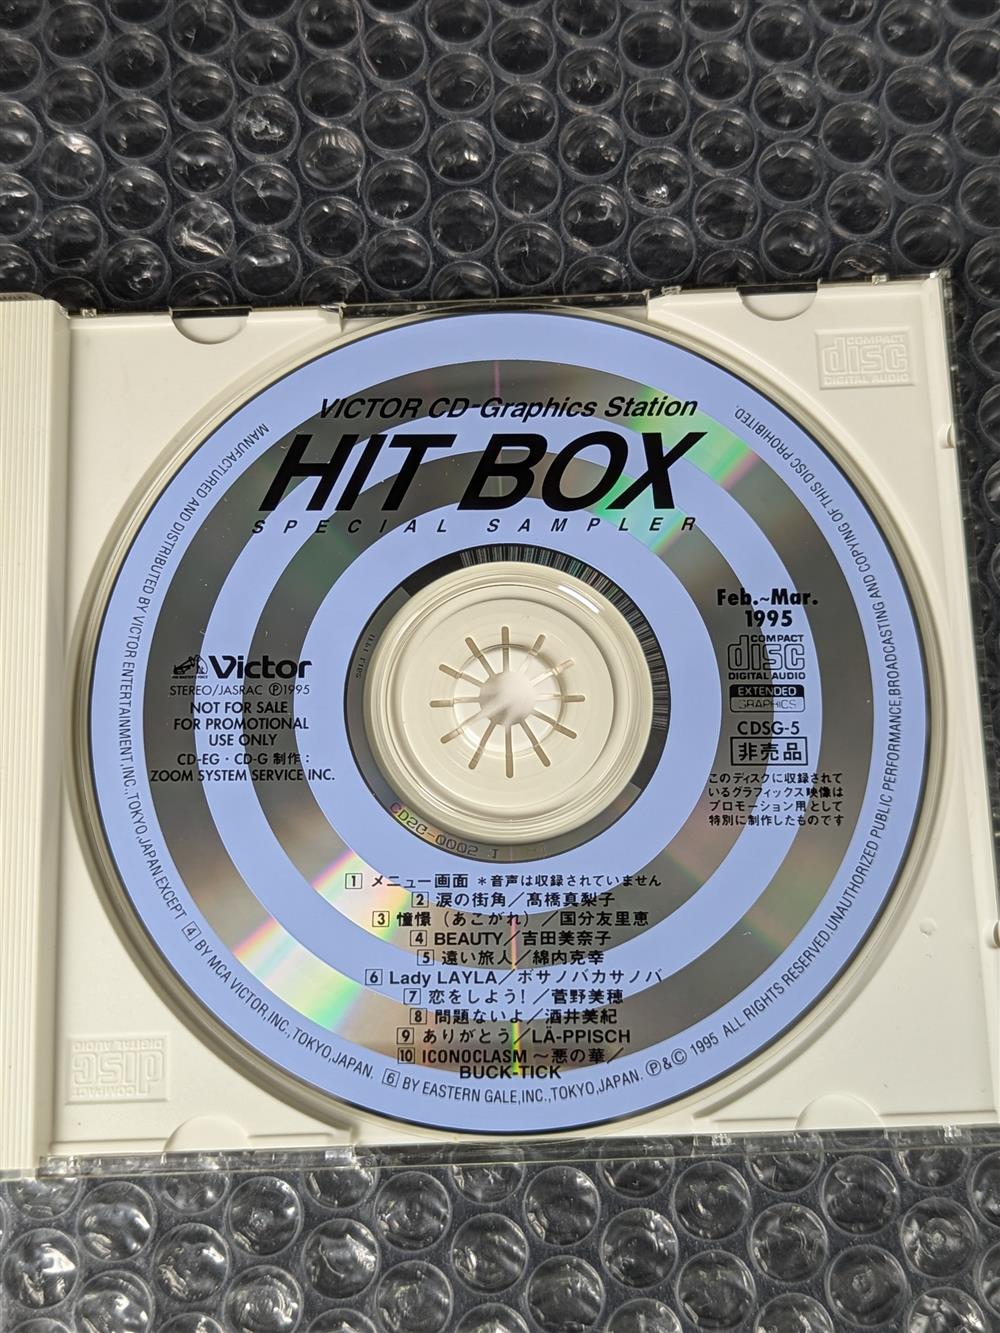 COMPACT
disc
DIGITAL AUDIO
VICTOR CD-Graphics Station
HIT BOX
SPECIAL SAMPLER
Feb.~Mar.
1995
COMPACT
disc
DIGITAL AUDIO
EXTENDED
GRAPHICS
CDSG-5
非売品
このディスクに収録されて
いるグラフィックス映像は
プロモーション用として
特別に制作したものです
Victor
STEREO/JASRAC Ⓟ1995
NOT FOR SALE
FOR PROMOTIONAL
USE ONLY
CD-EG・CD-G 制作：
ZOOM SYSTEM SERVICE INC.
CD2G-0002 1
1 メニュー画面 *音声は収録されていません
2 涙の街角／髙橋真梨子
3 憧憬（あこがれ）／国分友里恵
4 BEAUTY／吉田美奈子
5 遠い旅人／綿内克幸
6 Lady LAYLA／ボサノバカサノバ
7 恋をしよう!／菅野美穂
8 問題ないよ／酒井美紀
9 ありがとう／LÄ-PPISCH
10 ICONOCLASM ～悪の華／
BUCK-TICK
MANUFACTURED AND DISTRIBUTED BY VICTOR ENTERTAINMENT, INC., TOKYO, JAPAN. EXCEPT 4 BY MCA VICTOR, INC., TOKYO, JAPAN.
6 BY EASTERN GALE, INC., TOKYO, JAPAN. Ⓟ&© 1995 ALL RIGHTS RESERVED. UNAUTHORIZED PUBLIC PERFORMANCE, BROADCASTING AND COPYING OF THIS DISC PROHIBITED.
COMPACT
disc
DIGITAL AUDIO